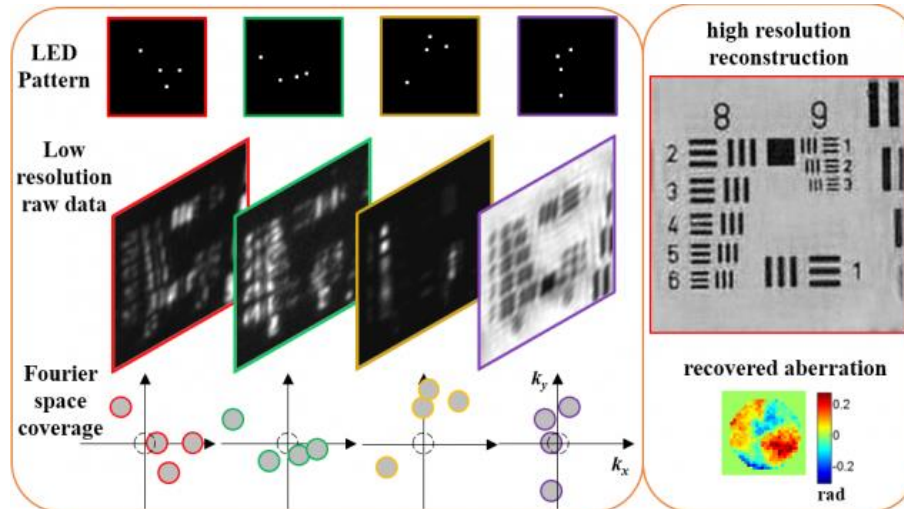 LED
Pattern
Low
resolution
raw data
Fourier
space
coverage
k_y
k_x
high resolution
reconstruction
8 9
2 1
2
3 3
4
5
6 1
recovered aberration
0.2
0
-0.2
rad